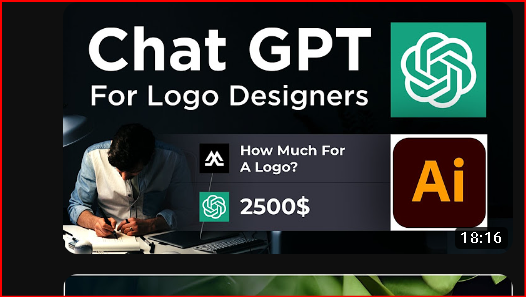 Chat GPT
For Logo Designers
How Much For
A Logo?
2500$
Ai
18:16